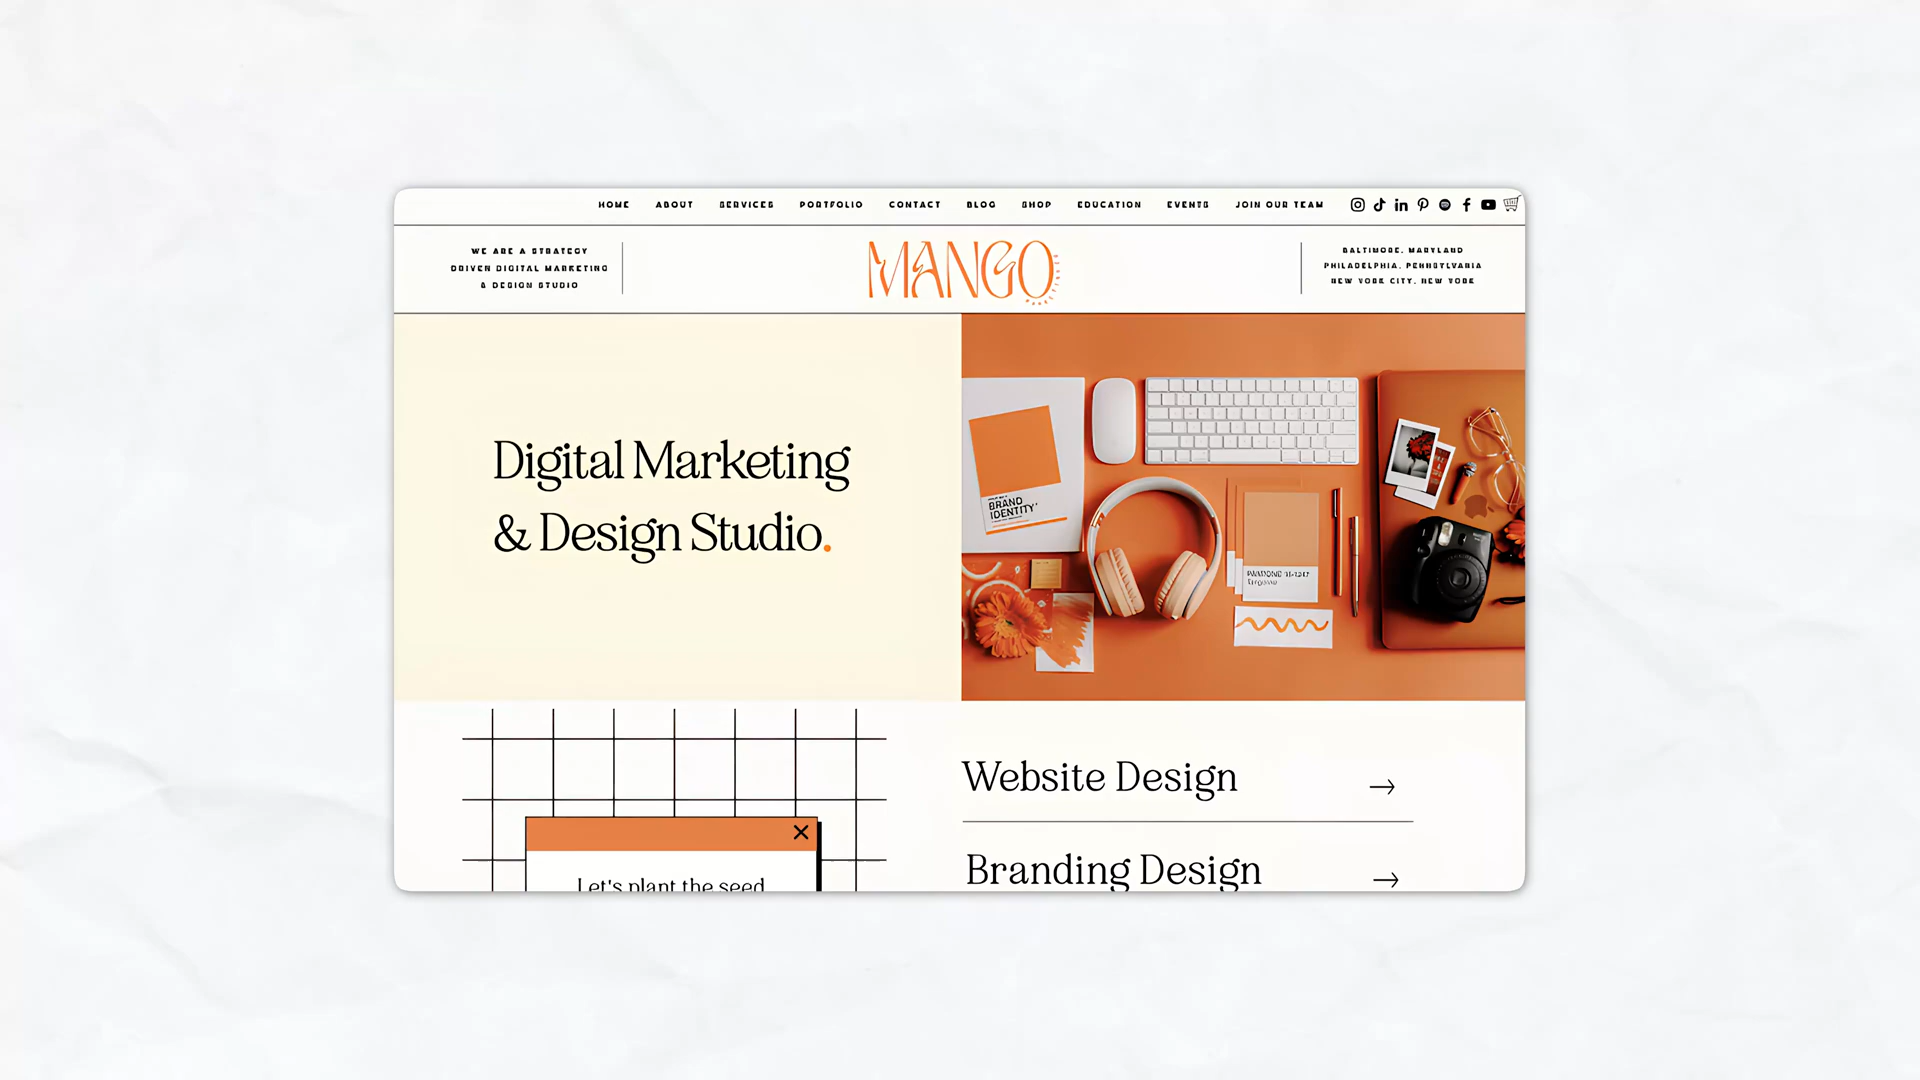 HOME ABOUT SERVICES PORTFOLIO CONTACT BLOG SHOP EDUCATION EVENTS JOIN OUR TEAM
WE ARE A STRATEGY
DRIVEN DIGITAL MARKETING
& DESIGN STUDIO
MANGO
MARKETING
BALTIMORE, MARYLAND
PHILADELPHIA, PENNSYLVANIA
NEW YORK CITY, NEW YORK
Digital Marketing
& Design Studio.
BRAND
IDENTITY
Website Design
Branding Design
Let's plant the seed